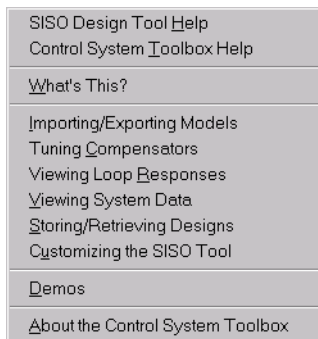 SISO Design Tool Help
Control System Toolbox Help
What's This?
Importing/Exporting Models
Tuning Compensators
Viewing Loop Responses
Viewing System Data
Storing/Retrieving Designs
Customizing the SISO Tool
Demos
About the Control System Toolbox